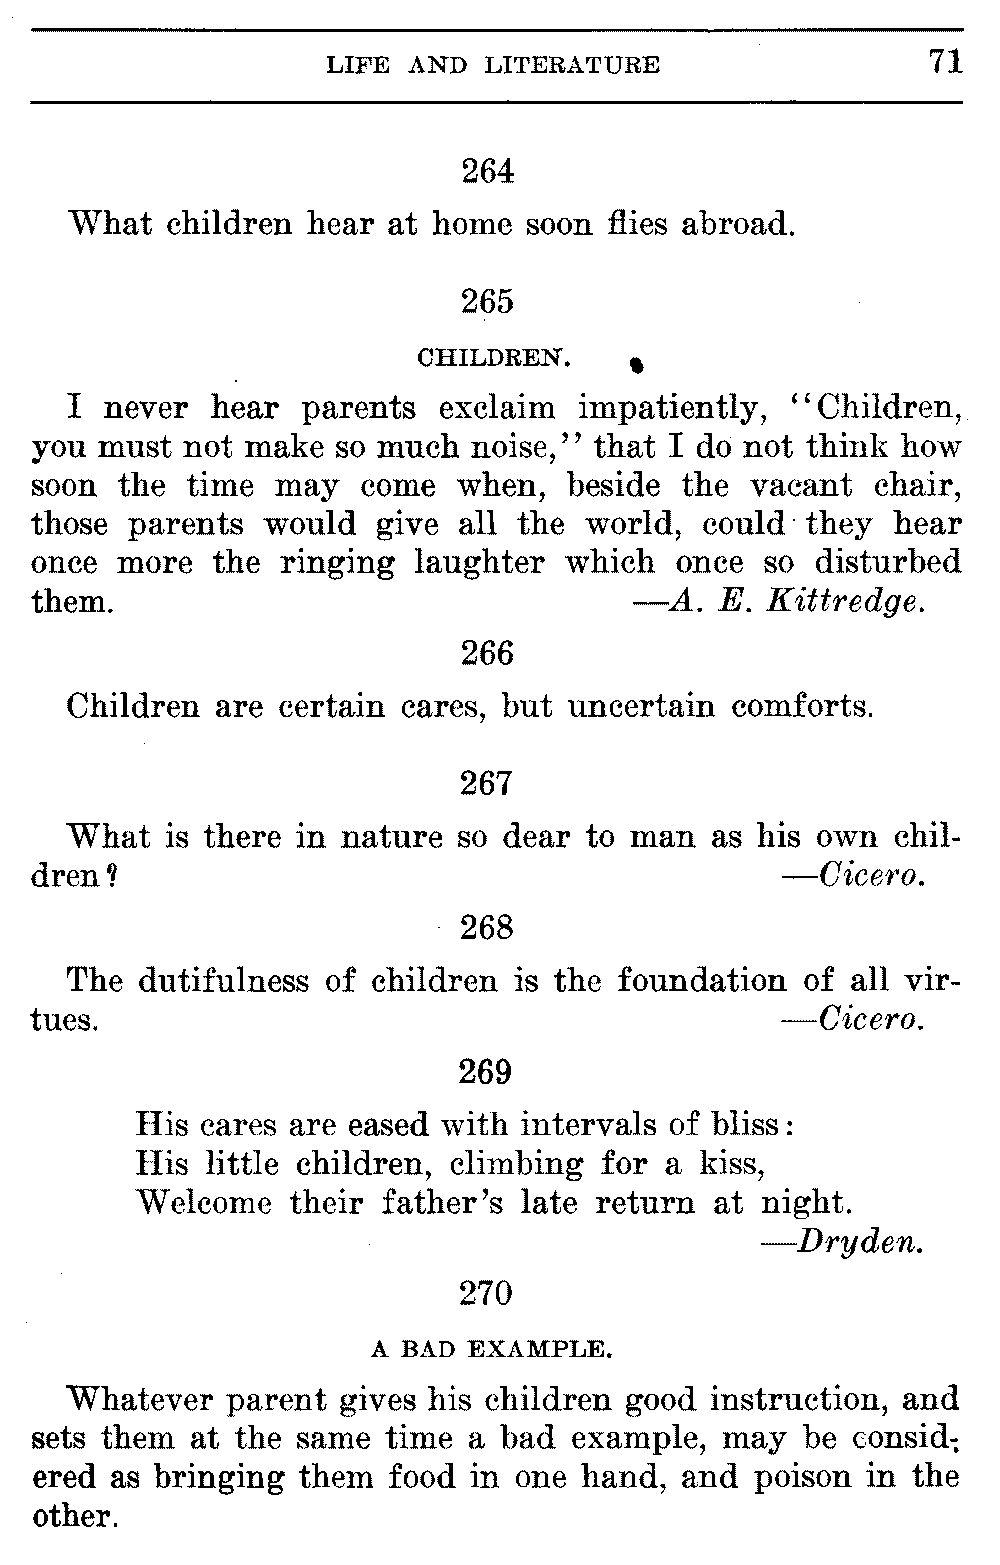 LIFE AND LITERATURE 71
264
What children hear at home soon flies abroad.
265
CHILDREN.
I never hear parents exclaim impatiently, "Children,
you must not make so much noise," that I do not think how
soon the time may come when, beside the vacant chair,
those parents would give all the world, could they hear
once more the ringing laughter which once so disturbed
them. —A. E. Kittredge.
266
Children are certain cares, but uncertain comforts.
267
What is there in nature so dear to man as his own chil-
dren? —Cicero.
268
The dutifulness of children is the foundation of all vir-
tues. —Cicero.
269
His cares are eased with intervals of bliss:
His little children, climbing for a kiss,
Welcome their father's late return at night.
—Dryden.
270
A BAD EXAMPLE.
Whatever parent gives his children good instruction, and
sets them at the same time a bad example, may be consid-
ered as bringing them food in one hand, and poison in the
other.